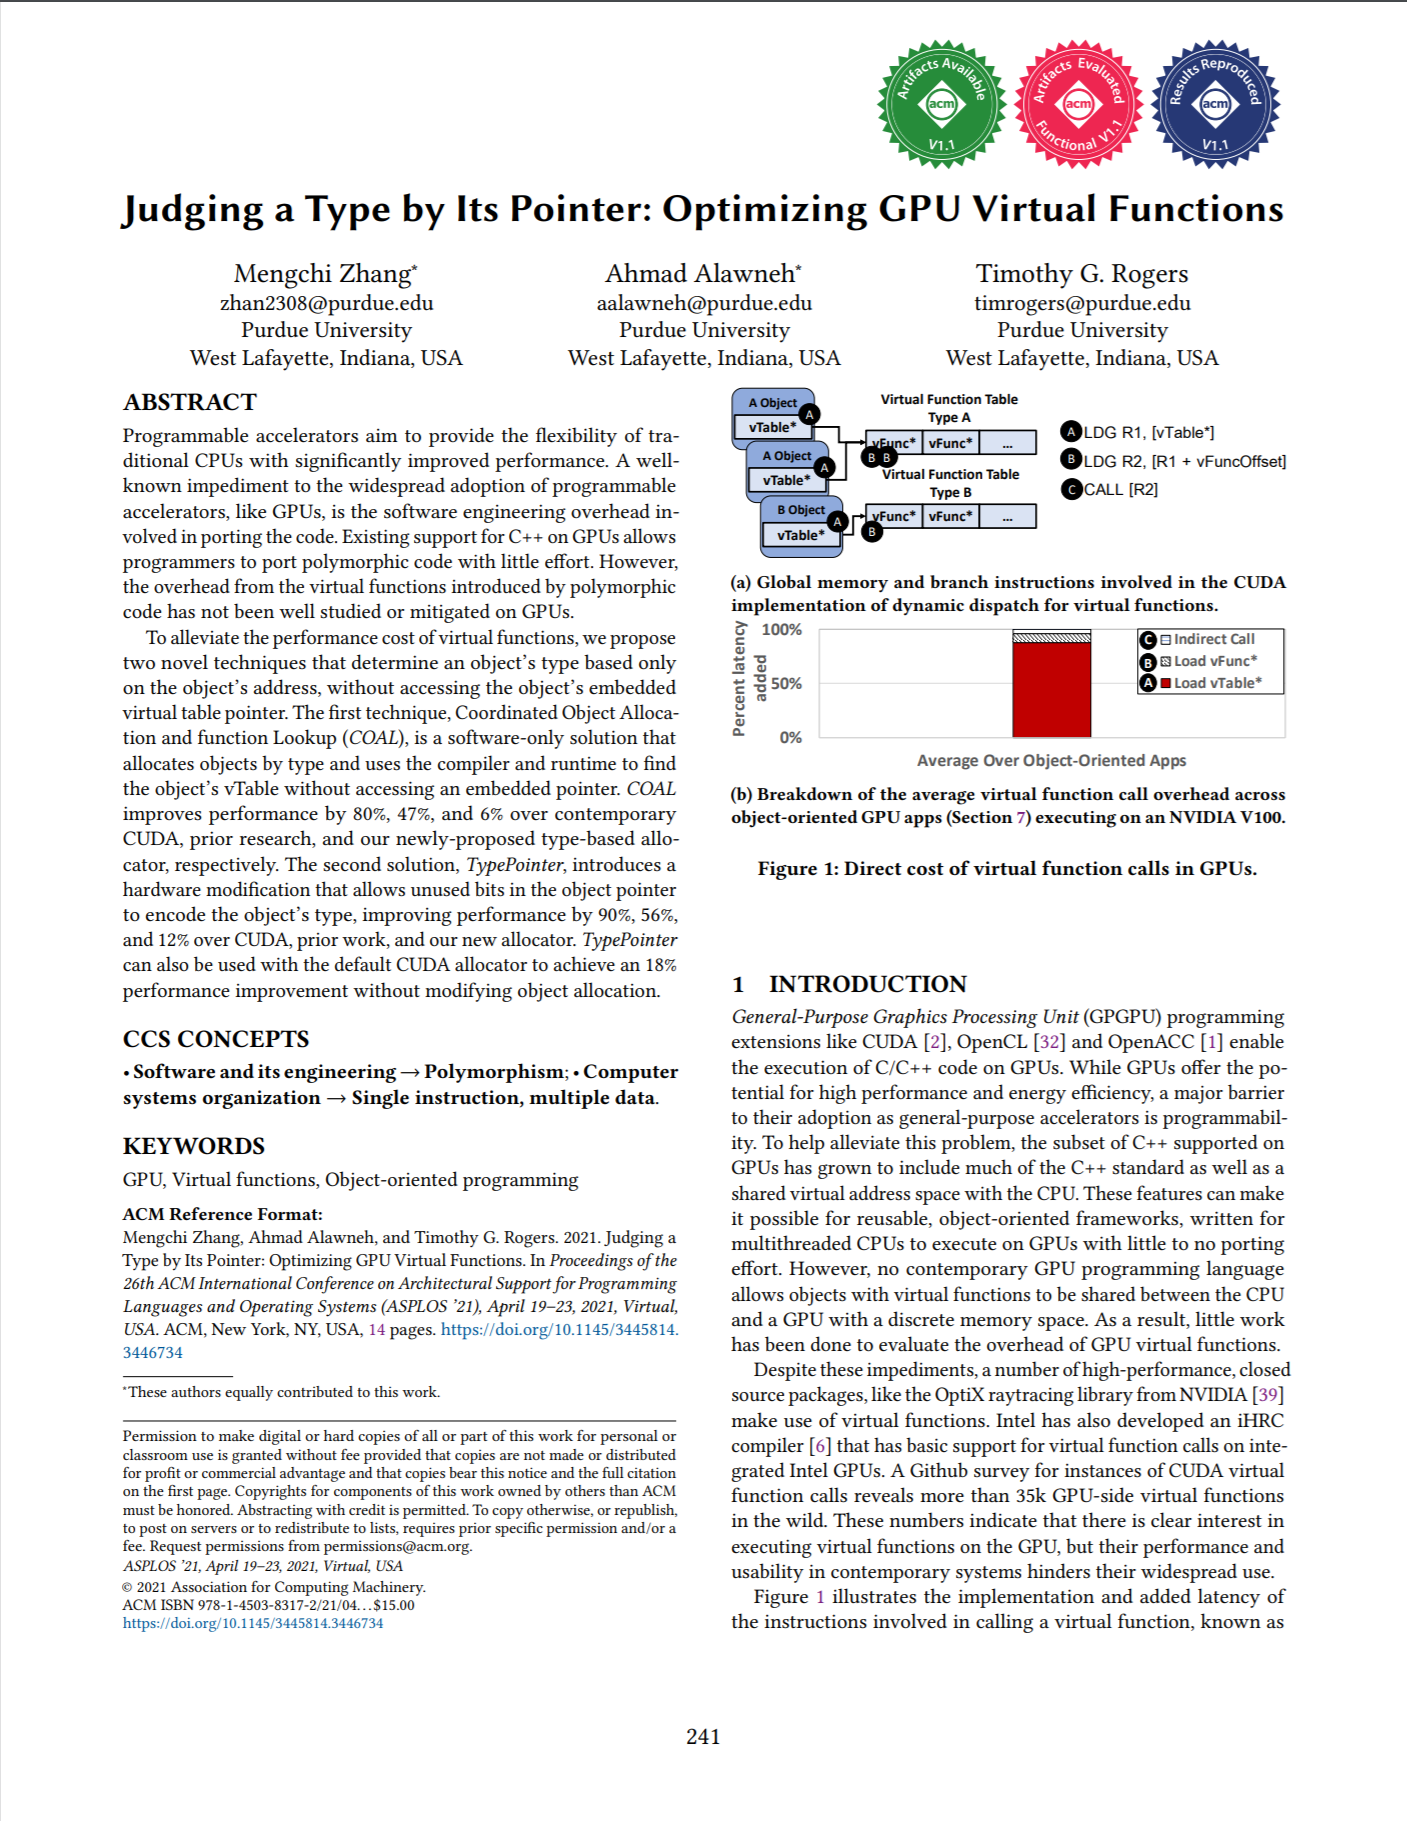 Artifacts Available
acm
V1.1
Artifacts Evaluated
acm
Functional V1.1
Results Reproduced
acm
V1.1
Judging a Type by Its Pointer: Optimizing GPU Virtual Functions
Mengchi Zhang*
zhan2308@purdue.edu
Purdue University
West Lafayette, Indiana, USA
Ahmad Alawneh*
aalawneh@purdue.edu
Purdue University
West Lafayette, Indiana, USA
Timothy G. Rogers
timrogers@purdue.edu
Purdue University
West Lafayette, Indiana, USA
ABSTRACT
Programmable accelerators aim to provide the flexibility of tra-
ditional CPUs with significantly improved performance. A well-
known impediment to the widespread adoption of programmable
accelerators, like GPUs, is the software engineering overhead in-
volved in porting the code. Existing support for C++ on GPUs allows
programmers to port polymorphic code with little effort. However,
the overhead from the virtual functions introduced by polymorphic
code has not been well studied or mitigated on GPUs.
To alleviate the performance cost of virtual functions, we propose
two novel techniques that determine an object's type based only
on the object's address, without accessing the object's embedded
virtual table pointer. The first technique, Coordinated Object Alloca-
tion and function Lookup (COAL), is a software-only solution that
allocates objects by type and uses the compiler and runtime to find
the object's vTable without accessing an embedded pointer. COAL
improves performance by 80%, 47%, and 6% over contemporary
CUDA, prior research, and our newly-proposed type-based allo-
cator, respectively. The second solution, TypePointer, introduces a
hardware modification that allows unused bits in the object pointer
to encode the object's type, improving performance by 90%, 56%,
and 12% over CUDA, prior work, and our new allocator. TypePointer
can also be used with the default CUDA allocator to achieve an 18%
performance improvement without modifying object allocation.
CCS CONCEPTS
• Software and its engineering → Polymorphism; • Computer
systems organization → Single instruction, multiple data.
KEYWORDS
GPU, Virtual functions, Object-oriented programming
ACM Reference Format:
Mengchi Zhang, Ahmad Alawneh, and Timothy G. Rogers. 2021. Judging a
Type by Its Pointer: Optimizing GPU Virtual Functions. In Proceedings of the
26th ACM International Conference on Architectural Support for Programming
Languages and Operating Systems (ASPLOS '21), April 19–23, 2021, Virtual,
USA. ACM, New York, NY, USA, 14 pages. https://doi.org/10.1145/3445814.
3446734
*These authors equally contributed to this work.
Permission to make digital or hard copies of all or part of this work for personal or
classroom use is granted without fee provided that copies are not made or distributed
for profit or commercial advantage and that copies bear this notice and the full citation
on the first page. Copyrights for components of this work owned by others than ACM
must be honored. Abstracting with credit is permitted. To copy otherwise, or republish,
to post on servers or to redistribute to lists, requires prior specific permission and/or a
fee. Request permissions from permissions@acm.org.
ASPLOS '21, April 19–23, 2021, Virtual, USA
© 2021 Association for Computing Machinery.
ACM ISBN 978-1-4503-8317-2/21/04...$15.00
https://doi.org/10.1145/3445814.3446734
A Object
A
vTable*
A Object
A
vTable*
B Object
A
vTable*
Virtual Function Table
Type A
vFunc* vFunc* ...
B B
Virtual Function Table
Type B
vFunc* vFunc* ...
B
A LDG R1, [vTable*]
B LDG R2, [R1 + vFuncOffset]
C CALL [R2]
(a) Global memory and branch instructions involved in the CUDA
implementation of dynamic dispatch for virtual functions.
Percent latency
added
100%
50%
0%
C Indirect Call
B Load vFunc*
A Load vTable*
Average Over Object-Oriented Apps
(b) Breakdown of the average virtual function call overhead across
object-oriented GPU apps (Section 7) executing on an NVIDIA V100.
Figure 1: Direct cost of virtual function calls in GPUs.
1 INTRODUCTION
General-Purpose Graphics Processing Unit (GPGPU) programming
extensions like CUDA [2], OpenCL [32] and OpenACC [1] enable
the execution of C/C++ code on GPUs. While GPUs offer the po-
tential for high performance and energy efficiency, a major barrier
to their adoption as general-purpose accelerators is programmabil-
ity. To help alleviate this problem, the subset of C++ supported on
GPUs has grown to include much of the C++ standard as well as a
shared virtual address space with the CPU. These features can make
it possible for reusable, object-oriented frameworks, written for
multithreaded CPUs to execute on GPUs with little to no porting
effort. However, no contemporary GPU programming language
allows objects with virtual functions to be shared between the CPU
and a GPU with a discrete memory space. As a result, little work
has been done to evaluate the overhead of GPU virtual functions.
Despite these impediments, a number of high-performance, closed
source packages, like the OptiX raytracing library from NVIDIA [39]
make use of virtual functions. Intel has also developed an iHRC
compiler [6] that has basic support for virtual function calls on inte-
grated Intel GPUs. A Github survey for instances of CUDA virtual
function calls reveals more than 35k GPU-side virtual functions
in the wild. These numbers indicate that there is clear interest in
executing virtual functions on the GPU, but their performance and
usability in contemporary systems hinders their widespread use.
Figure 1 illustrates the implementation and added latency of
the instructions involved in calling a virtual function, known as
241